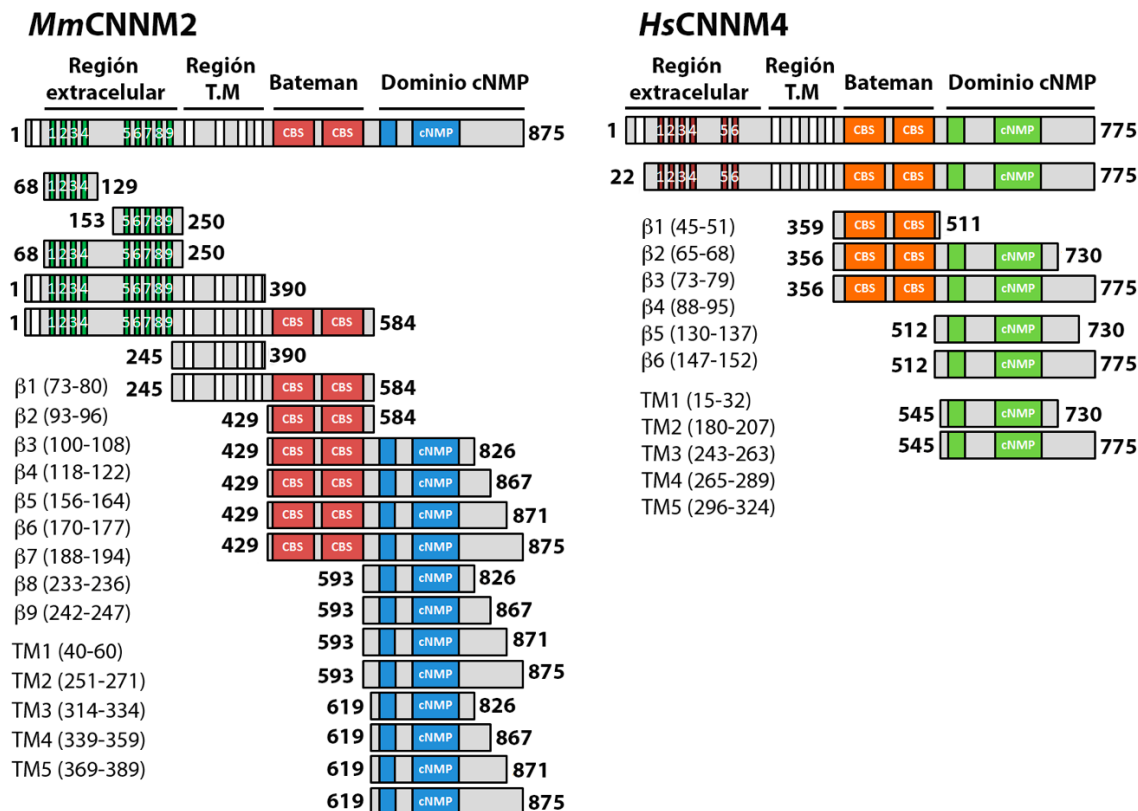 MmCNNM2
Región extracelular
Región T.M
Bateman
Dominio cNMP
1 1234 56789 CBS CBS cNMP 875
68 1234 129
153 56789 250
68 1234 56789 250
1 1234 56789 390
1 1234 56789 CBS CBS 584
245 390
245 CBS CBS 584
429 CBS CBS 584
429 CBS CBS cNMP 826
429 CBS CBS cNMP 867
429 CBS CBS cNMP 871
429 CBS CBS cNMP 875
593 cNMP 826
593 cNMP 867
593 cNMP 871
593 cNMP 875
619 cNMP 826
619 cNMP 867
619 cNMP 871
619 cNMP 875
β1 (73-80)
β2 (93-96)
β3 (100-108)
β4 (118-122)
β5 (156-164)
β6 (170-177)
β7 (188-194)
β8 (233-236)
β9 (242-247)
TM1 (40-60)
TM2 (251-271)
TM3 (314-334)
TM4 (339-359)
TM5 (369-389)
HsCNNM4
Región extracelular
Región T.M
Bateman
Dominio cNMP
1 1234 56 CBS CBS cNMP 775
22 1234 56 CBS CBS cNMP 775
359 CBS CBS 511
356 CBS CBS cNMP 730
356 CBS CBS cNMP 775
512 cNMP 730
512 cNMP 775
545 cNMP 730
545 cNMP 775
β1 (45-51)
β2 (65-68)
β3 (73-79)
β4 (88-95)
β5 (130-137)
β6 (147-152)
TM1 (15-32)
TM2 (180-207)
TM3 (243-263)
TM4 (265-289)
TM5 (296-324)